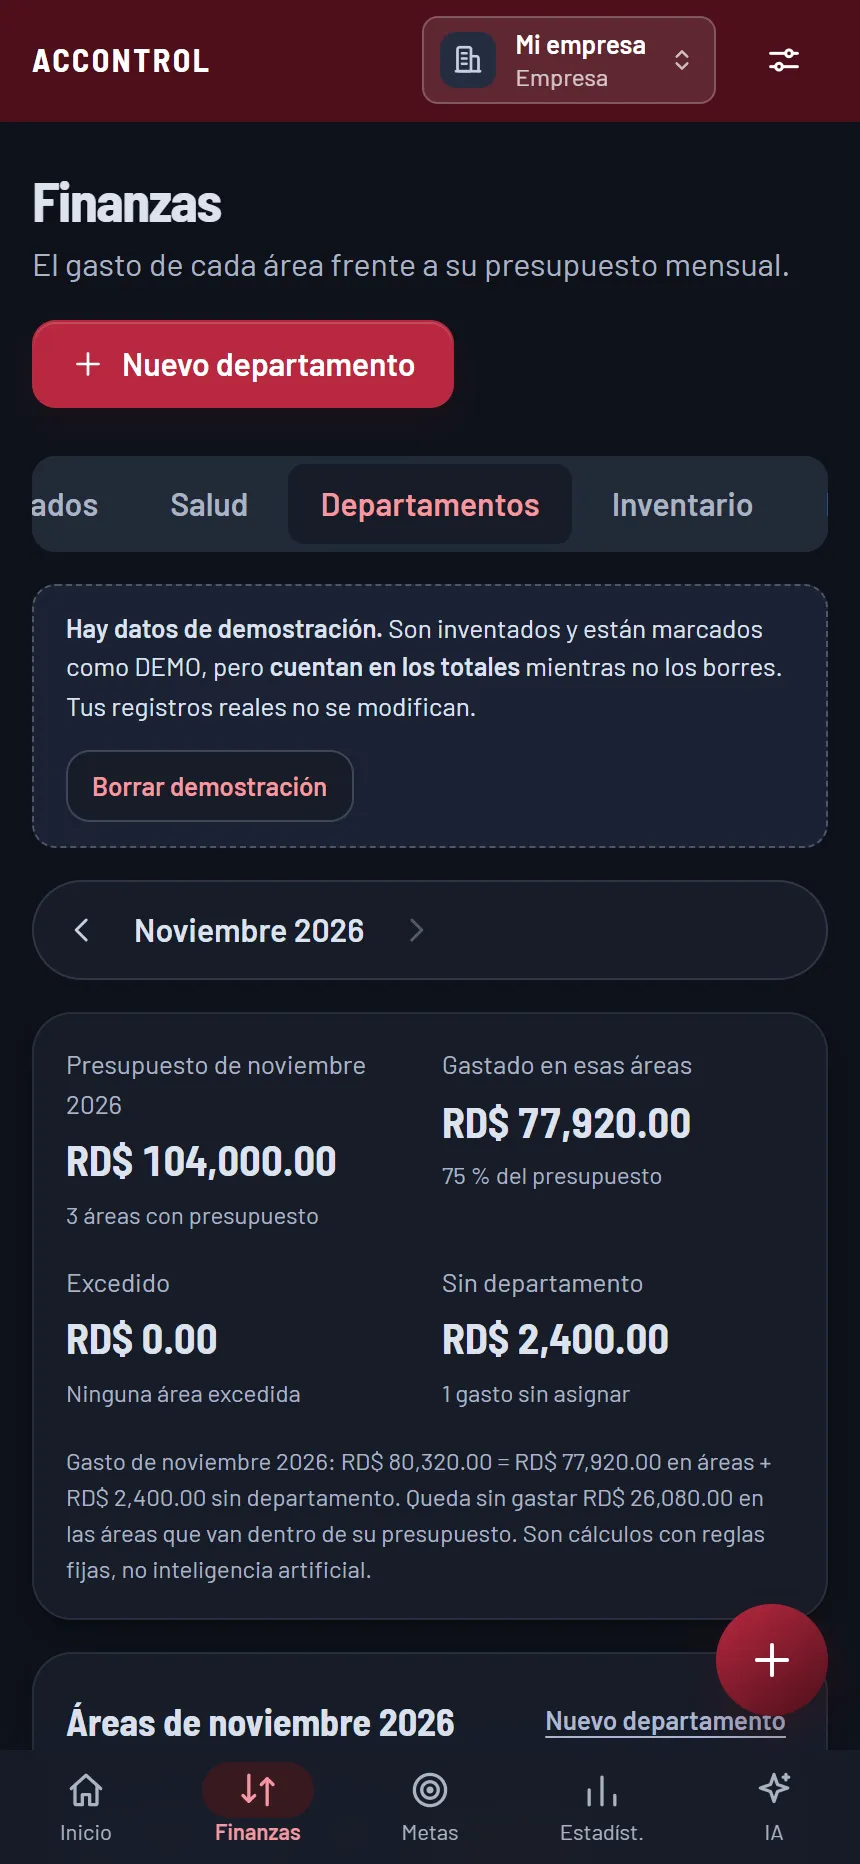 ACCONTROL
Mi empresa
Empresa
Finanzas
El gasto de cada área frente a su presupuesto mensual.
+ Nuevo departamento
ados Salud Departamentos Inventario
Hay datos de demostración. Son inventados y están marcados
como DEMO, pero cuentan en los totales mientras no los borres.
Tus registros reales no se modifican.
Borrar demostración
Noviembre 2026
Presupuesto de noviembre
2026
RD$ 104,000.00
3 áreas con presupuesto
Gastado en esas áreas
RD$ 77,920.00
75 % del presupuesto
Excedido
RD$ 0.00
Ninguna área excedida
Sin departamento
RD$ 2,400.00
1 gasto sin asignar
Gasto de noviembre 2026: RD$ 80,320.00 = RD$ 77,920.00 en áreas +
RD$ 2,400.00 sin departamento. Queda sin gastar RD$ 26,080.00 en
las áreas que van dentro de su presupuesto. Son cálculos con reglas
fijas, no inteligencia artificial.
Áreas de noviembre 2026
Nuevo departamento
Inicio
Finanzas
Metas
Estadíst.
IA